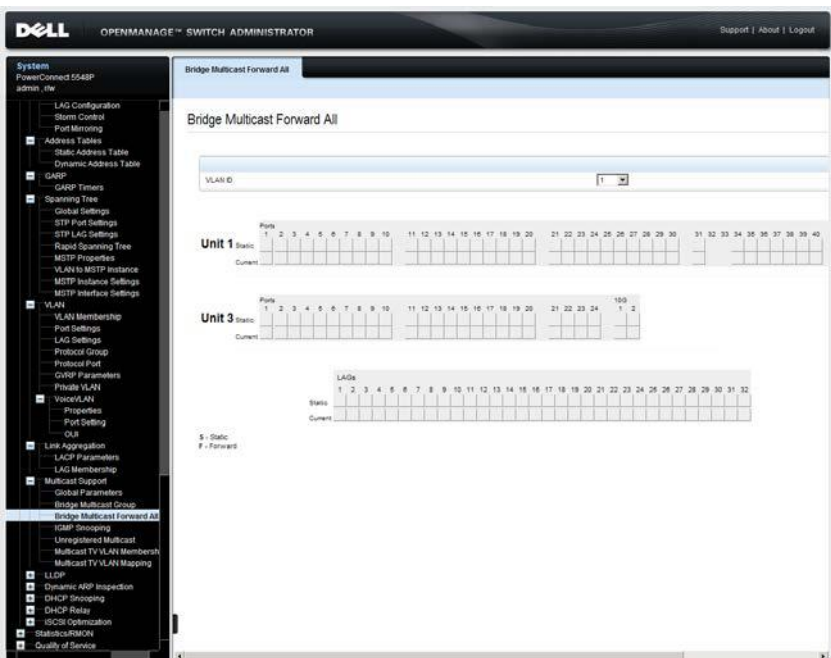 DELL OPENMANAGE™ SWITCH ADMINISTRATOR Support | About | Logout
System
PowerConnect 5548P
admin, r/w
Bridge Multicast Forward All
LAG Configuration
Storm Control
Port Mirroring
Address Tables
Static Address Table
Dynamic Address Table
GARP
GARP Timers
Spanning Tree
Global Settings
STP Port Settings
STP LAG Settings
Rapid Spanning Tree
MSTP Properties
VLAN to MSTP Instance
MSTP Instance Settings
MSTP Interface Settings
VLAN
VLAN Membership
Port Settings
LAG Settings
Protocol Group
Protocol Port
GVRP Parameters
Private VLAN
VoiceVLAN
Properties
Port Setting
OUI
Link Aggregation
LACP Parameters
LAG Membership
Multicast Support
Global Parameters
Bridge Multicast Group
Bridge Multicast Forward All
IGMP Snooping
Unregistered Multicast
Multicast TV VLAN Membersh
Multicast TV VLAN Mapping
LLDP
Dynamic ARP Inspection
DHCP Snooping
DHCP Relay
iSCSI Optimization
Statistics/RMON
Quality of Service
Bridge Multicast Forward All
VLAN ID 1
Ports
1 2 3 4 5 6 7 8 9 10 11 12 13 14 15 16 17 18 19 20 21 22 23 24 25 26 27 28 29 30 31 32 33 34 35 36 37 38 39 40
Unit 1 Static
Current
Ports 10G
1 2 3 4 5 6 7 8 9 10 11 12 13 14 15 16 17 18 19 20 21 22 23 24 1 2
Unit 3 Static
Current
LAGs
1 2 3 4 5 6 7 8 9 10 11 12 13 14 15 16 17 18 19 20 21 22 23 24 25 26 27 28 29 30 31 32
Static
Current
S - Static
F - Forward